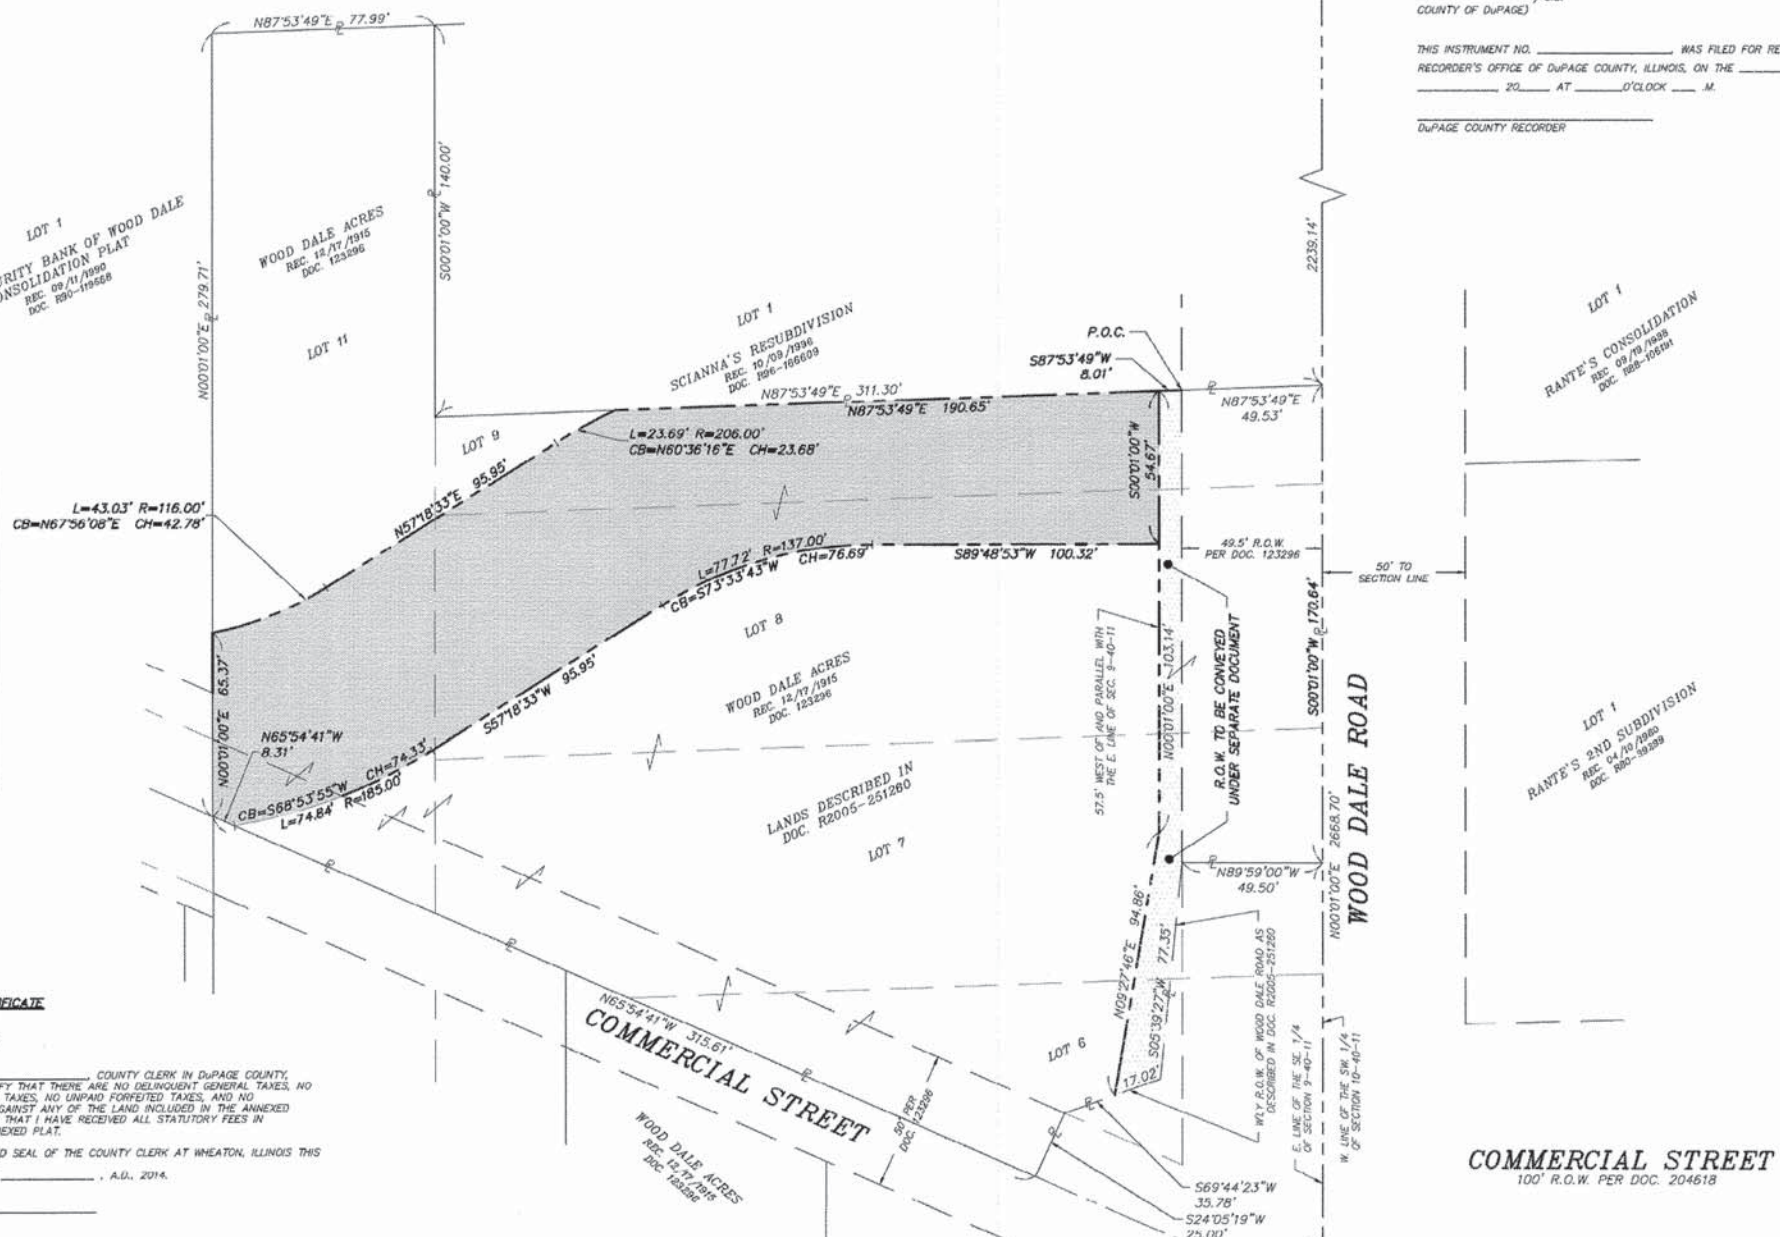 N87°53'49"E 77.99'
COUNTY OF DuPAGE)
THIS INSTRUMENT NO. ____________, WAS FILED FOR RE
RECORDER'S OFFICE OF DuPAGE COUNTY, ILLINOIS, ON THE ____
________, 20___ AT _____O'CLOCK ___ .M.
DuPAGE COUNTY RECORDER
LOT 1
URITY BANK OF WOOD DALE
ONSOLIDATION PLAT
REC. 09/11/1990
DOC. R90-119558
N00°01'00"E 279.71'
WOOD DALE ACRES
REC. 12/17/1915
DOC. 123296
LOT 11
S00°01'00"W 140.00'
2239.14'
LOT 1
SCIANNA'S RESUBDIVISION
REC. 10/09/1996
DOC. R96-166609
N87°53'49"E 311.30'
N87°53'49"E 190.65'
P.O.C.
S87°53'49"W
8.01'
N87°53'49"E
49.53'
LOT 1
RANTE'S CONSOLIDATION
REC 09/19/1988
DOC. R88-106191
LOT 9
L=23.69' R=206.00'
CB=N60°36'16"E CH=23.68'
S00°01'00"W
54.67'
N57°18'33"E 95.95'
L=43.03' R=116.00'
CB=N67°56'08"E CH=42.78'
L=77.72' R=137.00'
CB=S73°33'43"W CH=76.69'
S89°48'53"W 100.32'
49.5' R.O.W.
PER DOC. 123296
50' TO
SECTION LINE
LOT 8
WOOD DALE ACRES
REC. 12/17/1915
DOC. 123296
57.5' WEST OF AND PARALLEL WITH
THE E. LINE OF SEC. 9-40-11
N00°01'00"E 103.14'
R.O.W. TO BE CONVEYED
UNDER SEPARATE DOCUMENT
S00°01'00"W 170.64'
WOOD DALE ROAD
N00°01'00"E 2668.70'
N00°01'00"E 65.37'
N65°54'41"W
8.31'
S57°18'33"W 95.95'
CB=S68°53'55"W CH=74.33'
L=74.84' R=185.00'
LANDS DESCRIBED IN
DOC. R2005-251260
LOT 7
LOT 1
RANTE'S 2ND SUBDIVISION
REC. 04/10/1980
DOC. R80-39299
N89°59'00"W
49.50'
N09°27'46"E 94.86'
S05°39'27"W 77.35'
WLY R.O.W. OF WOOD DALE ROAD AS
DESCRIBED IN DOC. R2005-251260
17.02'
E. LINE OF THE SE. 1/4
OF SECTION 9-40-11
W. LINE OF THE SW. 1/4
OF SECTION 10-40-11
IFICATE
____________, COUNTY CLERK IN DuPAGE COUNTY,
FY THAT THERE ARE NO DELINQUENT GENERAL TAXES, NO
TAXES, NO UNPAID FORFEITED TAXES, AND NO
GAINST ANY OF THE LAND INCLUDED IN THE ANNEXED
THAT I HAVE RECEIVED ALL STATUTORY FEES IN
EXED PLAT.
D SEAL OF THE COUNTY CLERK AT WHEATON, ILLINOIS THIS
____________, A.D., 2014.
N65°54'41"W 315.61'
COMMERCIAL STREET
LOT 6
50' PER
DOC. 123296
WOOD DALE ACRES
REC. 12/17/1915
DOC. 123296
S69°44'23"W
35.78'
S24°05'19"W
25.00'
COMMERCIAL STREET
100' R.O.W. PER DOC. 204618